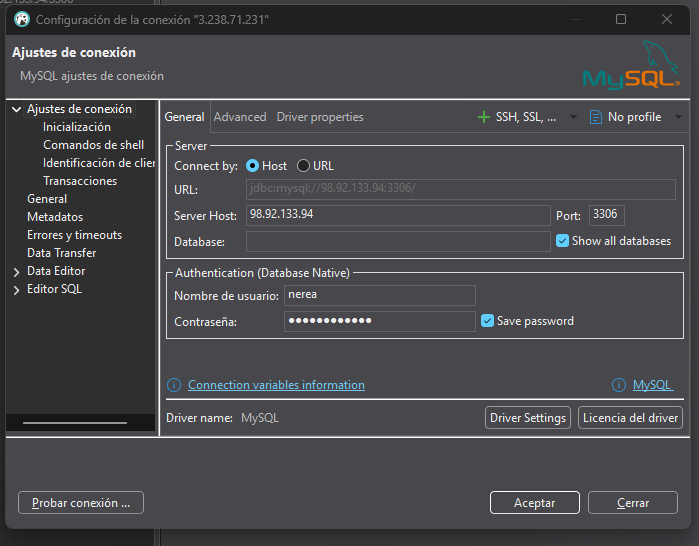 .133.94:3306
Configuración de la conexión "3.238.71.231"
Ajustes de conexión
MySQL ajustes de conexión
MySQL®
Ajustes de conexión
Inicialización
Comandos de shell
Identificación de clier
Transacciones
General
Metadatos
Errores y timeouts
Data Transfer
Data Editor
Editor SQL
General Advanced Driver properties SSH, SSL, ... No profile
Server
Connect by: Host URL
URL: jdbc:mysql://98.92.133.94:3306/
Server Host: 98.92.133.94 Port: 3306
Database: Show all databases
Authentication (Database Native)
Nombre de usuario: nerea
Contraseña: ●●●●●●●●●●●● Save password
Connection variables information MySQL
Driver name: MySQL Driver Settings Licencia del driver
Probar conexión ... Aceptar Cerrar